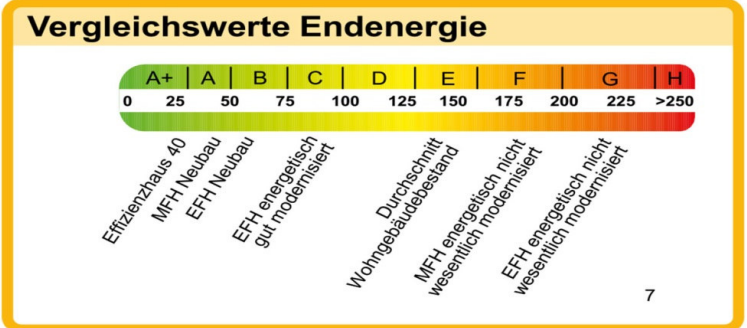 Vergleichswerte Endenergie
A+ | A | B | C | D | E | F | G | H
0 25 50 75 100 125 150 175 200 225 >250
Effizienzhaus 40
MFH Neubau
EFH Neubau
EFH energetisch
gut modernisiert
Durchschnitt
Wohngebäudebestand
MFH energetisch nicht
wesentlich modernisiert
EFH energetisch nicht
wesentlich modernisiert
7